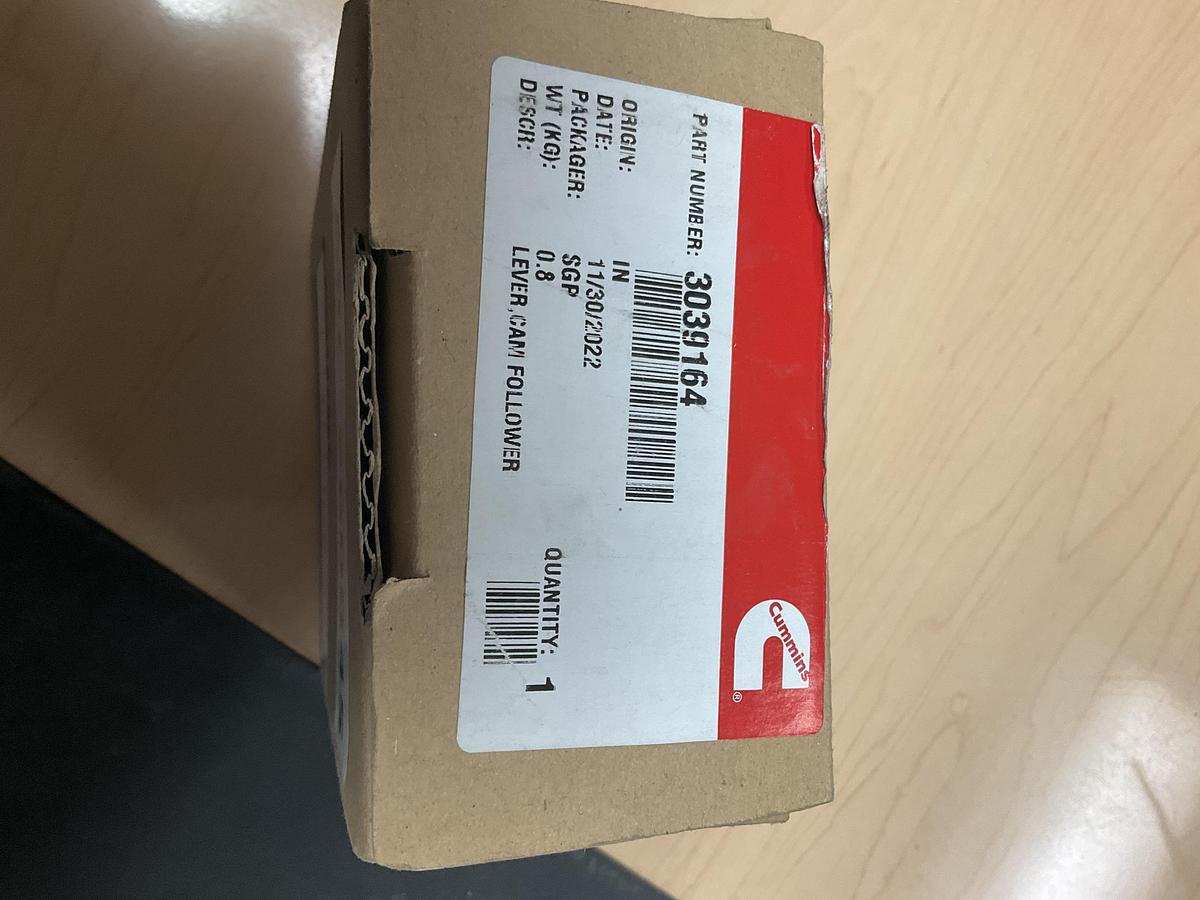 Cummins
®
PART NUMBER: 3039164
ORIGIN: IN
DATE: 11/30/2022
PACKAGER: SGP
WT (KG): 0.8
DESCR: LEVER,CAM FOLLOWER
QUANTITY: 1